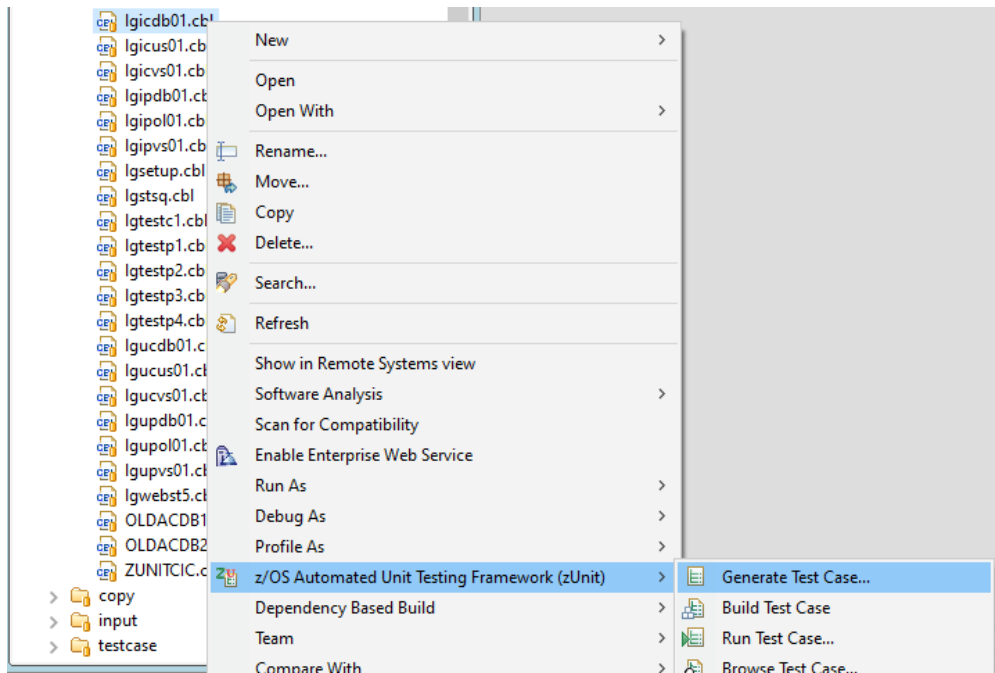 lgicdb01.cbl
lgicus01.cb
New
lgicvs01.cb
Open
lgipdb01.cb
Open With
lgipol01.cb
lgipvs01.cb
Rename...
lgsetup.cbl
Move...
lgstsq.cbl
Copy
lgtestc1.cbl
Delete...
lgtestp1.cb
lgtestp2.cb
Search...
lgtestp3.cb
lgtestp4.cb
Refresh
lgucdb01.c
Show in Remote Systems view
lgucus01.cb
Software Analysis
lgucvs01.cb
Scan for Compatibility
lgupdb01.c
lgupol01.cb
Enable Enterprise Web Service
lgupvs01.cb
Run As
lgwebst5.cb
Debug As
OLDACDB1
Profile As
OLDACDB2
ZUNITCIC.c
z/OS Automated Unit Testing Framework (zUnit)
Generate Test Case...
copy
Dependency Based Build
Build Test Case
input
Team
Run Test Case...
testcase
Compare With
Browse Test Case...